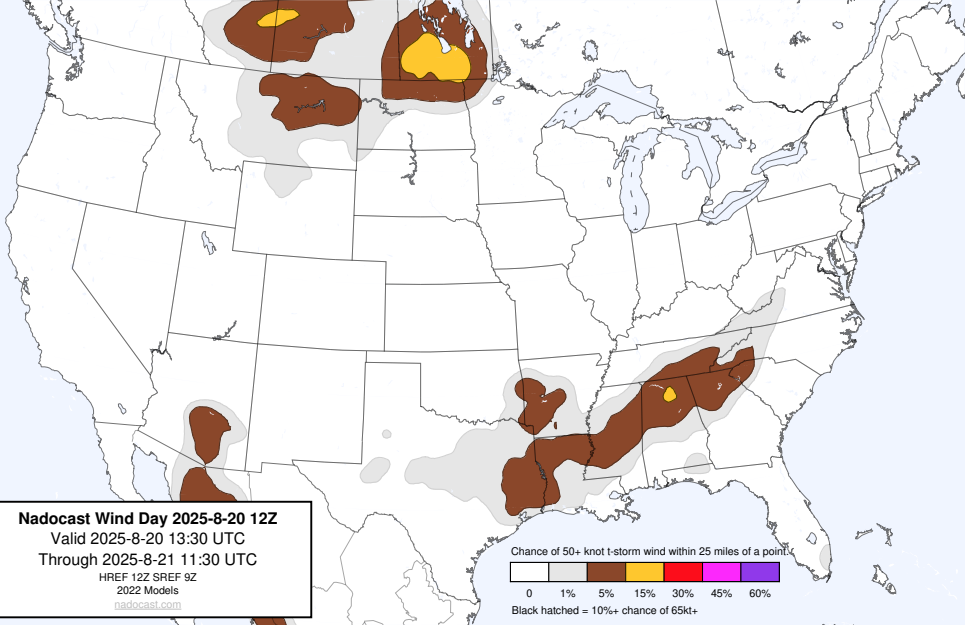 Nadocast Wind Day 2025-8-20 12Z
Valid 2025-8-20 13:30 UTC
Through 2025-8-21 11:30 UTC
HREF 12Z SREF 9Z
2022 Models
nadocast.com
Chance of 50+ knot t-storm wind within 25 miles of a point.
0 1% 5% 15% 30% 45% 60%
Black hatched = 10%+ chance of 65kt+